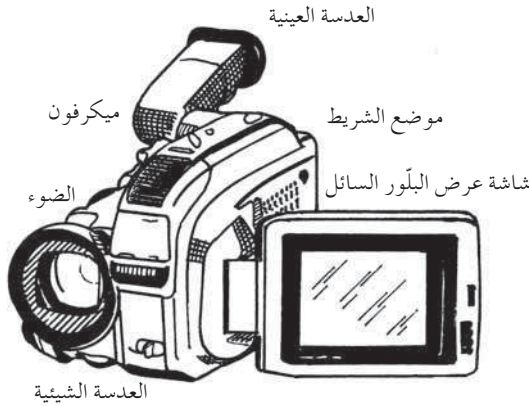 العدسة العينية
ميكرفون
موضع الشريط
شاشة عرض البلّور السائل
الضوء
العدسة الشيئية